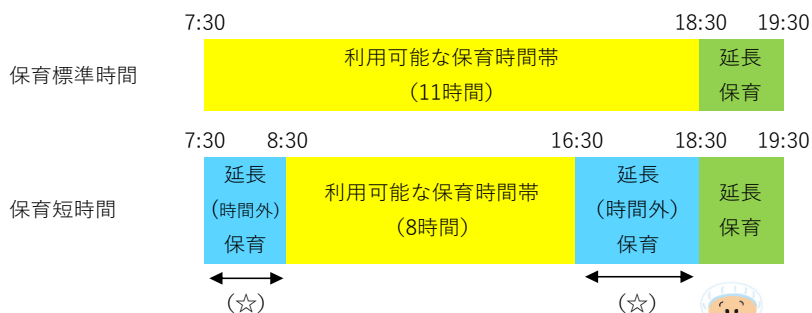 7:30 18:30 19:30
保育標準時間
利用可能な保育時間帯
(11時間)
延長
保育
7:30 8:30 16:30 18:30 19:30
保育短時間
延長
(時間外)
保育
利用可能な保育時間帯
(8時間)
延長
(時間外)
保育
延長
保育
(☆) (☆)